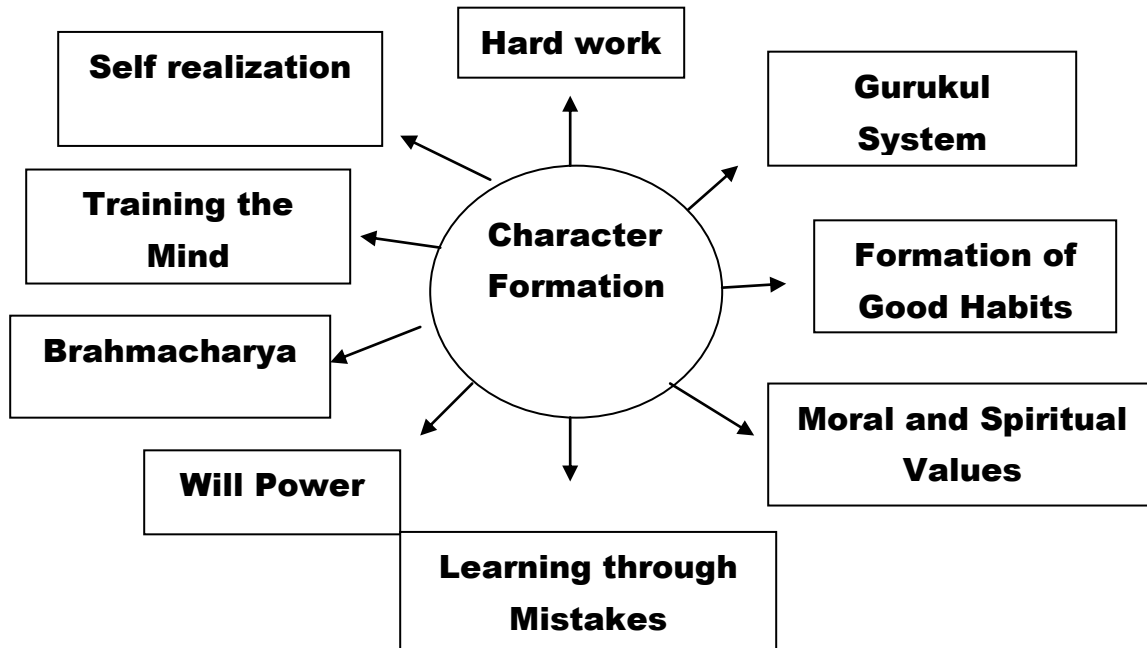 Hard work
Self realization
Gurukul
System
Training the
Mind
Character
Formation
Formation of
Good Habits
Brahmacharya
Moral and Spiritual
Values
Will Power
Learning through
Mistakes